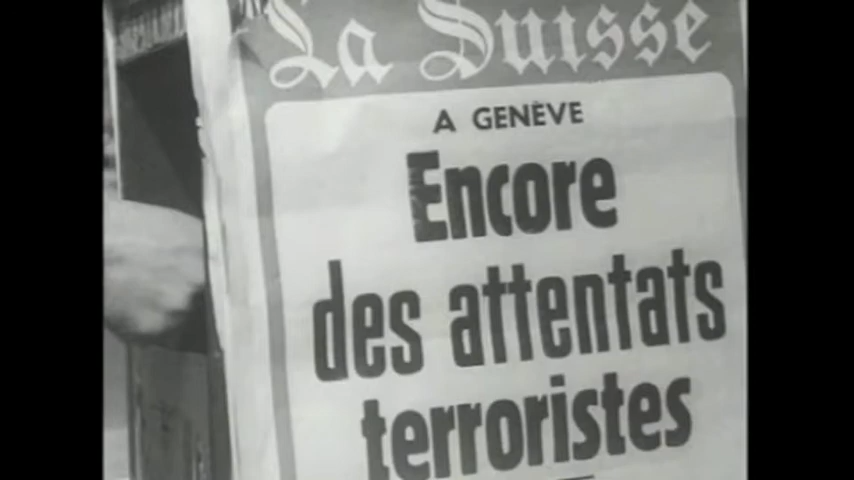 La Suisse
A GENÈVE
Encore
des attentats
terroristes